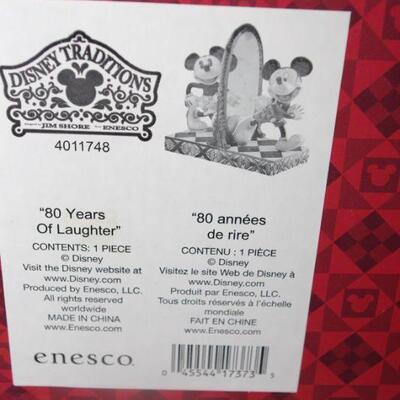 DISNEY TRADITIONS
designed by JIM SHORE from ENESCO
4011748
"80 Years
Of Laughter"
CONTENTS: 1 PIECE
© Disney
Visit the Disney website at
www.Disney.com
Produced by Enesco, LLC.
All rights reserved
worldwide
MADE IN CHINA
www.Enesco.com
"80 années
de rire"
CONTENU : 1 PIÈCE
© Disney
Visitez le site Web de Disney à
www.Disney.com
Produit par Enesco, LLC.
Tous droits réservés à l'échelle
mondiale
FAIT EN CHINE
www.Enesco.com
enesco.
0 45544 17373 5